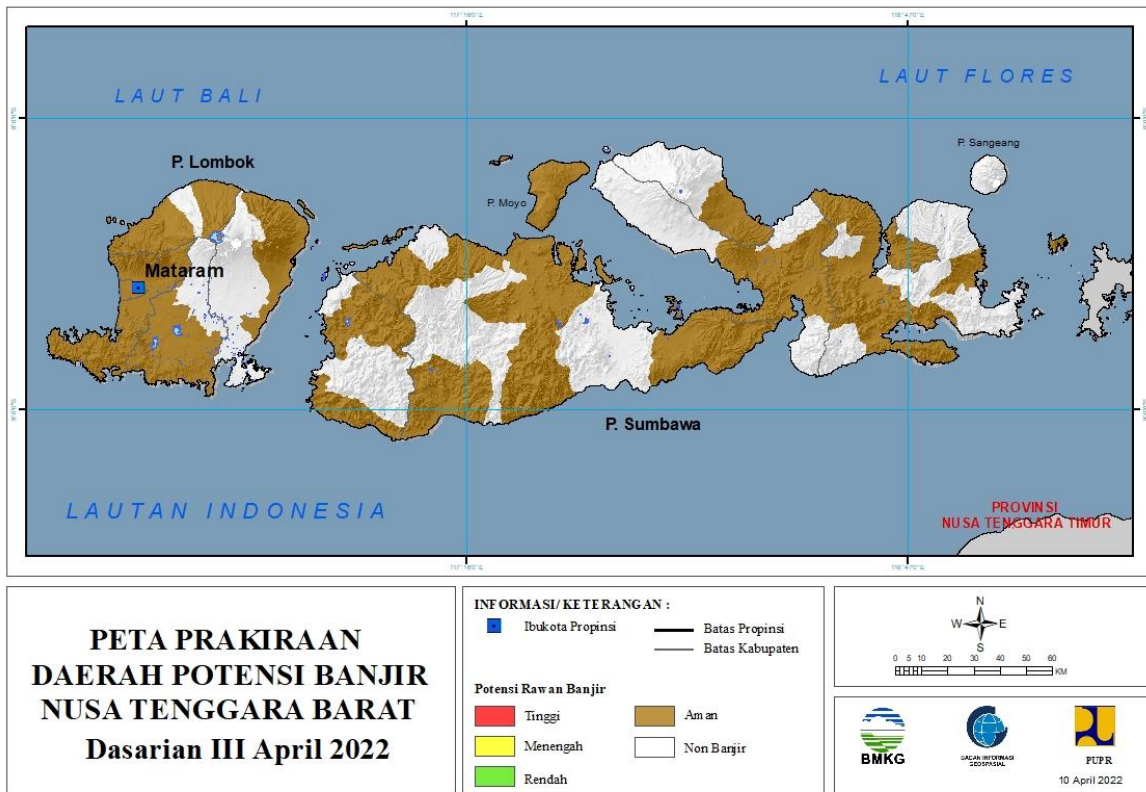 LAUT BALI
LAUT FLORES
P. Lombok
P. Sangeang
P. Moyo
Mataram
P. Sumbawa
LAUTAN INDONESIA
PROVINSI
NUSA TENGGARA TIMUR
PETA PRAKIRAAN
DAERAH POTENSI BANJIR
NUSA TENGGARA BARAT
Dasarian III April 2022
INFORMASI/ KETERANGAN :
Ibukota Propinsi
Batas Propinsi
Batas Kabupaten
Potensi Rawan Banjir
Tinggi
Aman
Menengah
Non Banjir
Rendah
N
W E
S
0 5 10 20 30 40 50 60
KM
BMKG
BADAN INFORMASI
GEOSPASIAL
PUPR
10 April 2022